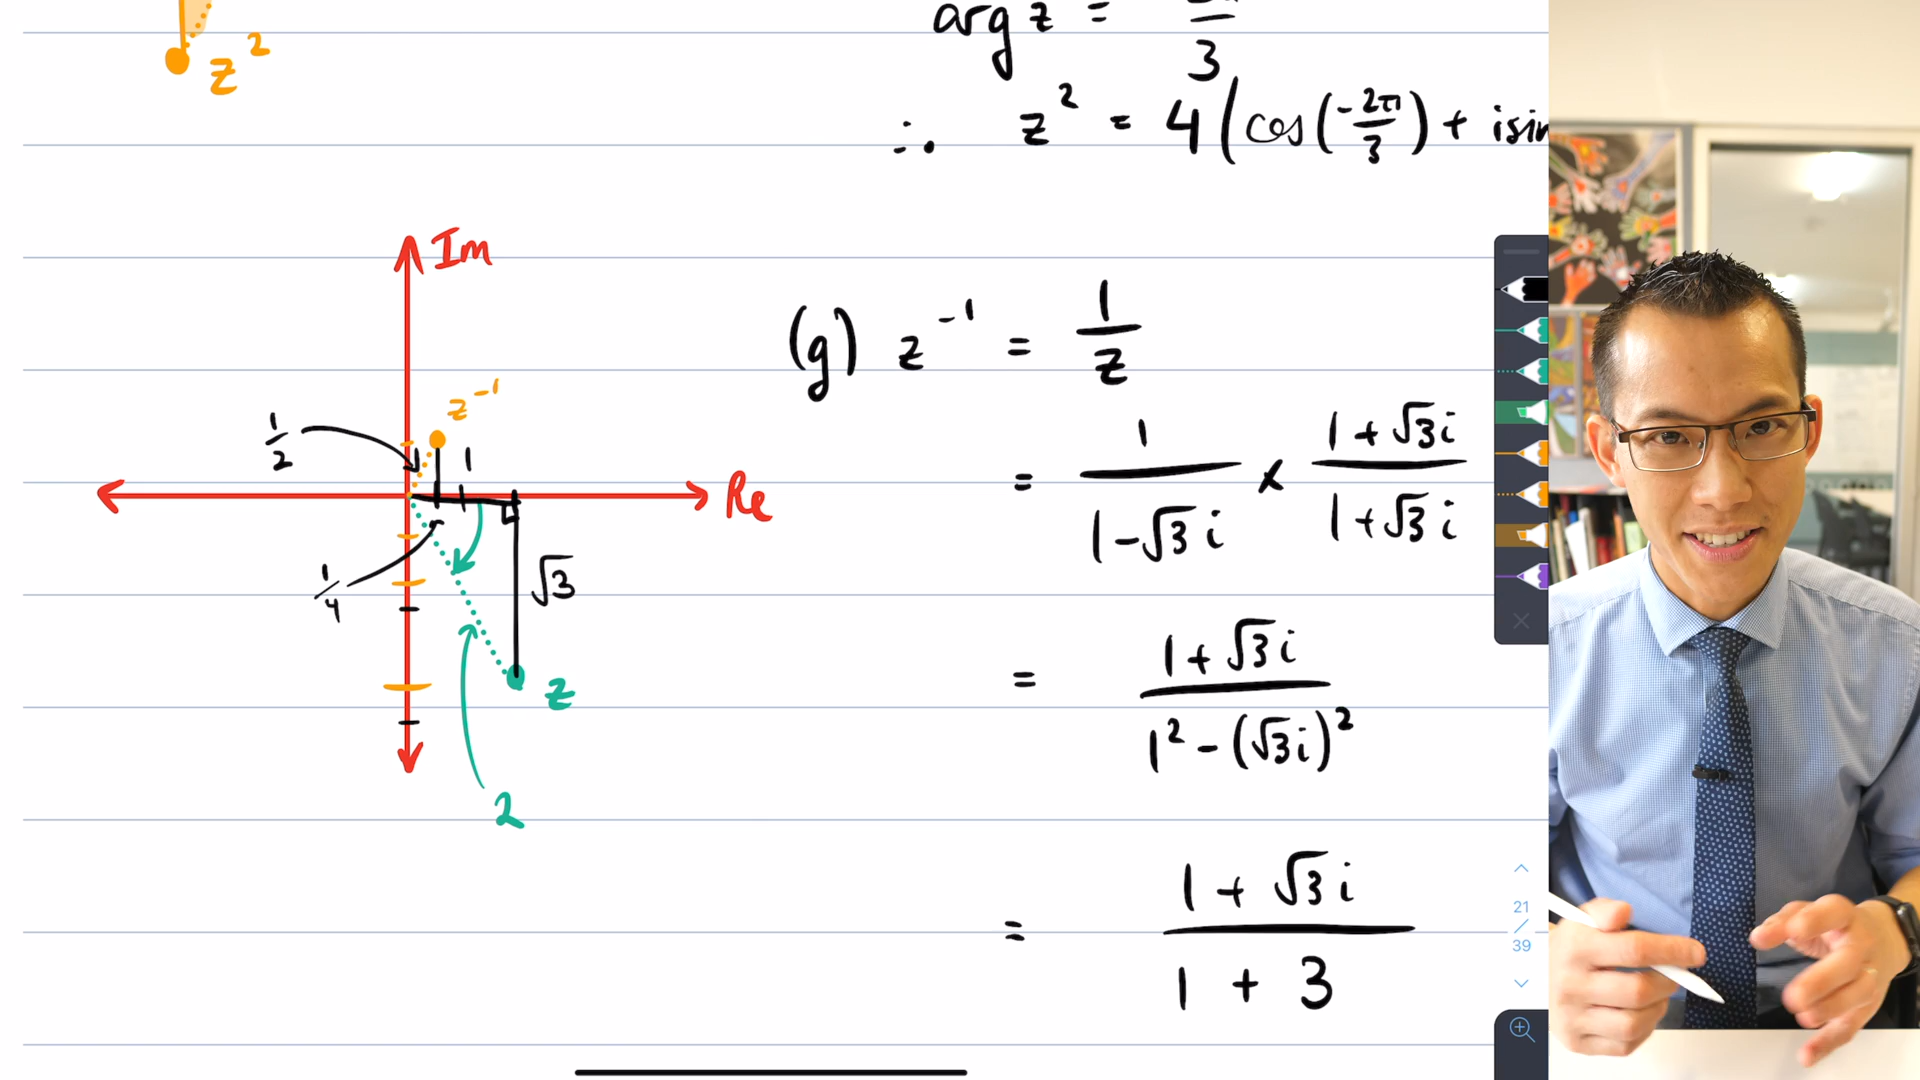 z²
arg z = /3
∴ z² = 4(cos(-2π/3) + isin
Im
(g) z⁻¹ = 1/z
z⁻¹
1/2
1
Re
= 1/(1-√3i) × (1+√3i)/(1+√3i)
1/4
√3
z
= (1+√3i)/(1²-(√3i)²)
2
= (1+√3i)/(1+3)
21
/
39